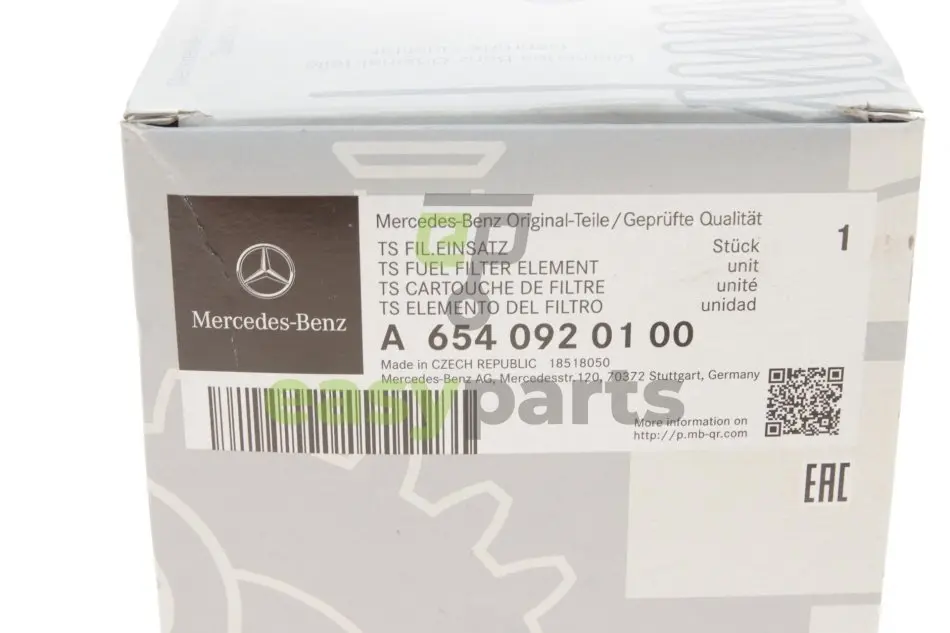 Mercedes-Benz
Mercedes-Benz Original-Teile/Geprüfte Qualität
TS FIL.EINSATZ Stück 1
TS FUEL FILTER ELEMENT unit
TS CARTOUCHE DE FILTRE unité
TS ELEMENTO DEL FILTRO unidad
A 654 092 01 00
Made in CZECH REPUBLIC 18518050
Mercedes-Benz AG, Mercedesstr.120, 70372 Stuttgart, Germany
easyparts
More information on
http://p.mb-qr.com
EAC